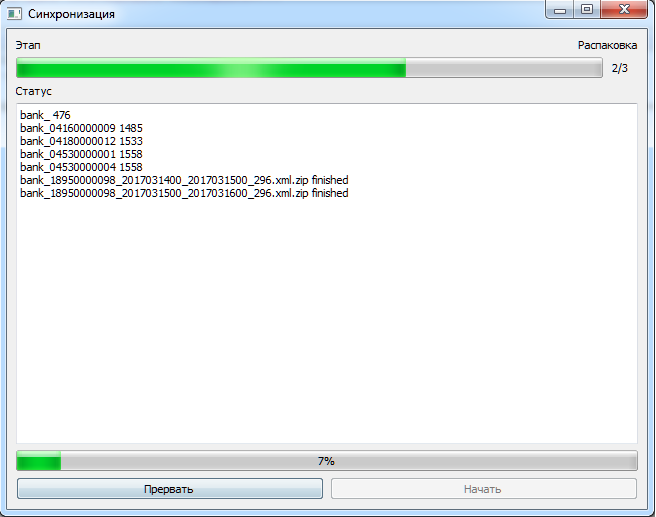 Синхронизация
Этап
Распаковка
2/3
Статус
bank_ 476
bank_04160000009 1485
bank_04180000012 1533
bank_04530000001 1558
bank_04530000004 1558
bank_18950000098_2017031400_2017031500_296.xml.zip finished
bank_18950000098_2017031500_2017031600_296.xml.zip finished
7%
Прервать
Начать